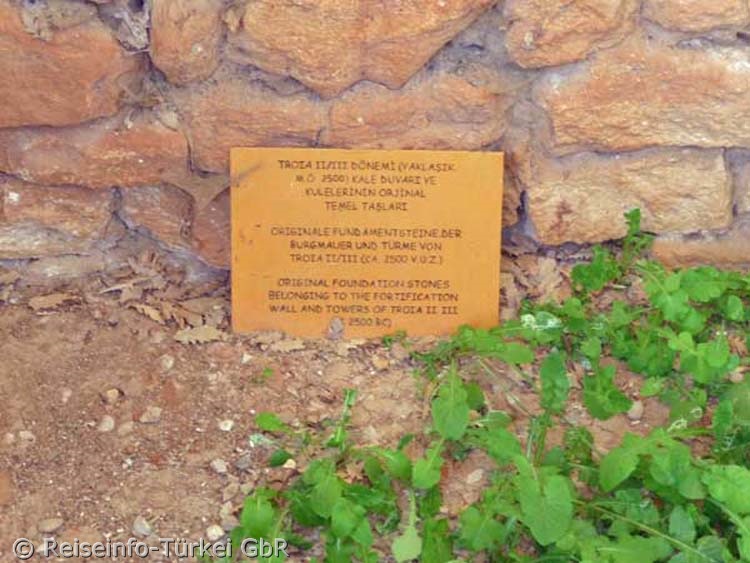 TROIA II/III DÖNEMİ (YAKLAŞIK
M.Ö. 2500) KALE DUVARI VE
KULELERİNİN ORJİNAL
TEMEL TAŞLARI
ORIGINALE FUNDAMENTSTEINE DER
BURGMAUER UND TÜRME VON
TROIA II/III (CA. 2500 V.U.Z.)
ORIGINAL FOUNDATION STONES
BELONGING TO THE FORTIFICATION
WALL AND TOWERS OF TROIA II III
2500 BC)
© Reiseinfo-Türkei GbR